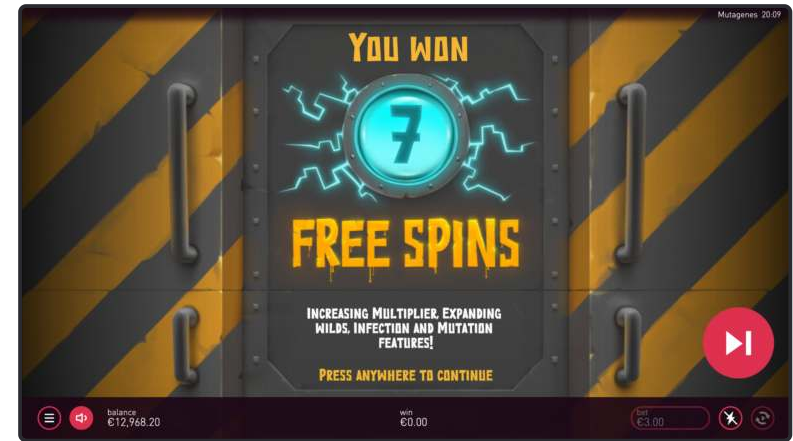 Mutagenes 20:09
You won
7
Free Spins
Increasing Multiplier, Expanding
Wilds, Infection and Mutation
Features!
Press anywhere to continue
balance
€12,968.20
win
€0.00
bet
€3.00